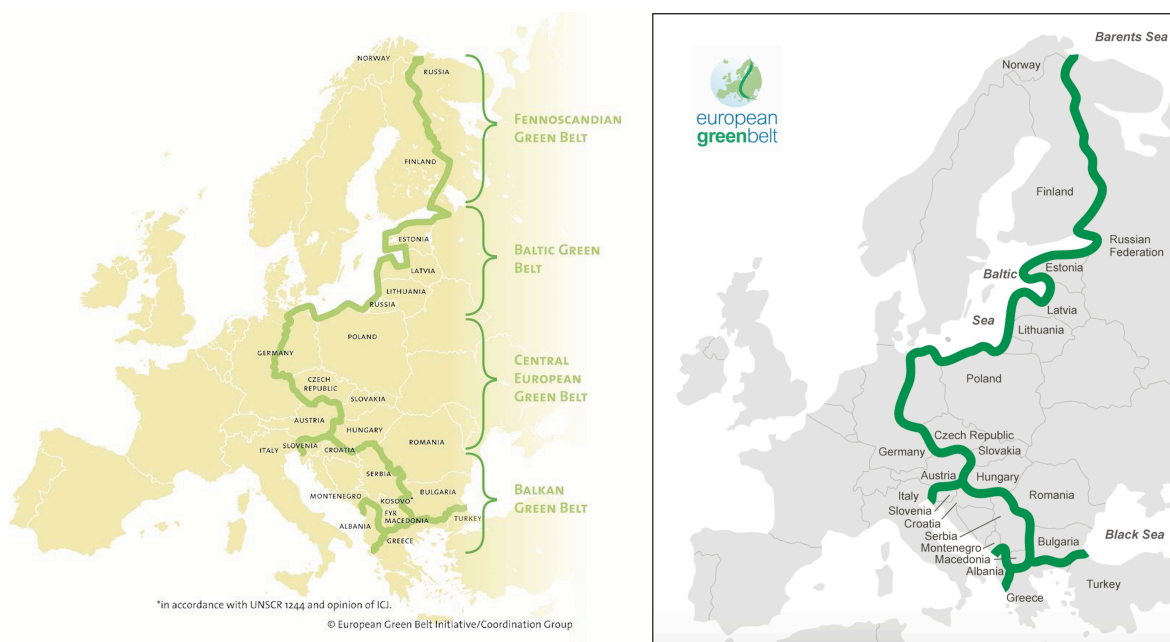 NORWAY
RUSSIA
FENNOSCANDIAN
GREEN BELT
FINLAND
ESTONIA
BALTIC GREEN
BELT
LATVIA
LITHUANIA
RUSSIA
POLAND
GERMANY
CENTRAL
EUROPEAN
GREEN BELT
CZECH
REPUBLIC
SLOVAKIA
AUSTRIA
HUNGARY
ITALY
SLOVENIA
CROATIA
ROMANIA
SERBIA
MONTENEGRO
KOSOVO*
BULGARIA
BALKAN
GREEN BELT
FYR
MACEDONIA
TURKEY
ALBANIA
GREECE
*in accordance with UNSCR 1244 and opinion of ICJ.
© European Green Belt Initiative/Coordination Group
european
greenbelt
Barents Sea
Norway
Finland
Russian
Federation
Baltic
Sea
Estonia
Latvia
Lithuania
Poland
Czech Republic
Germany
Slovakia
Austria
Hungary
Italy
Slovenia
Croatia
Romania
Serbia
Montenegro
Macedonia
Albania
Bulgaria
Black Sea
Turkey
Greece